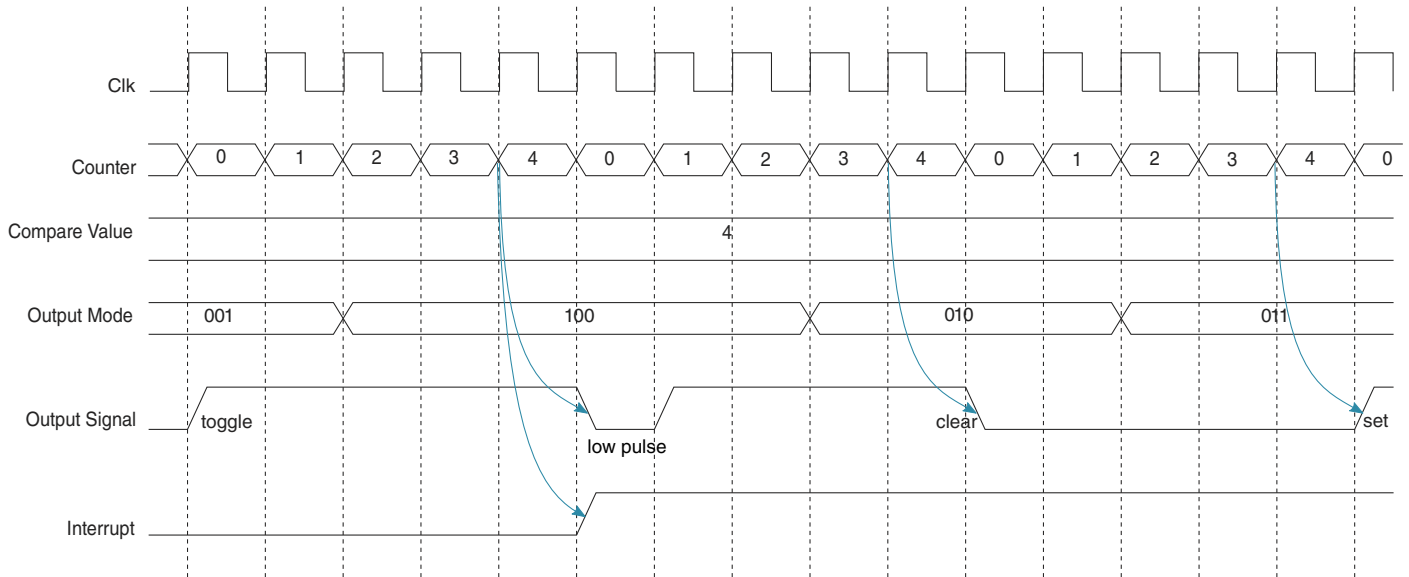 Clk
Counter 0 1 2 3 4 0 1 2 3 4 0 1 2 3 4 0
Compare Value 4
Output Mode 001 100 010 011
Output Signal toggle low pulse clear set
Interrupt